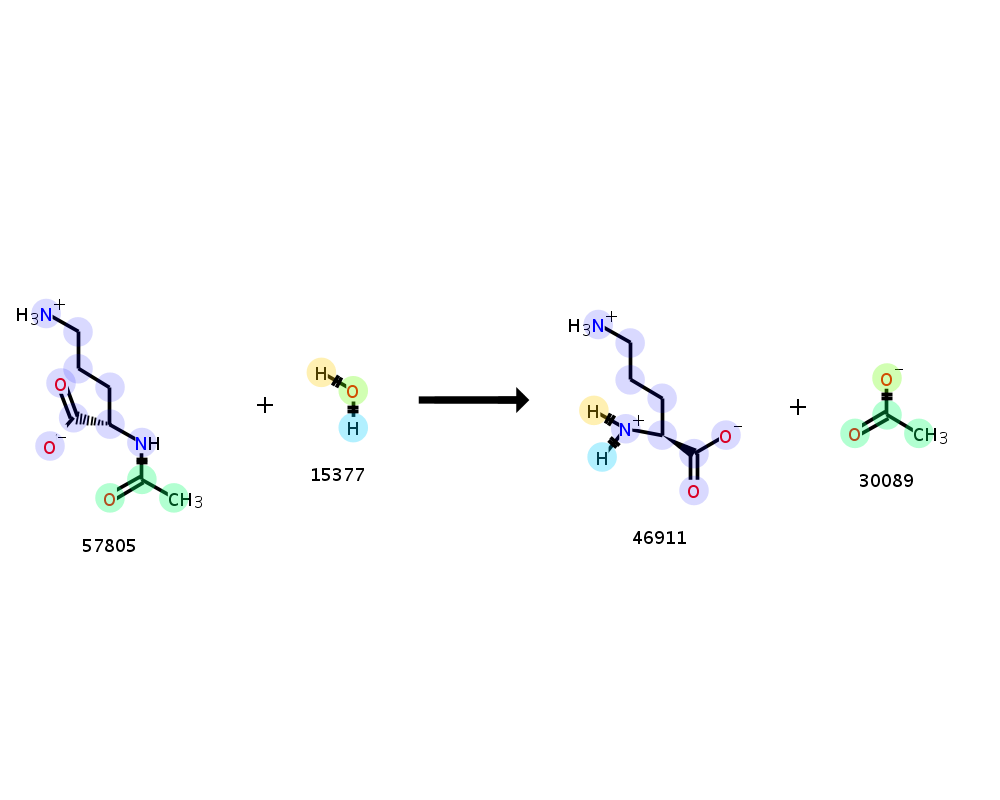 H3N+
O
O−
NH
O
CH3
57805
+
H
O
H
15377
H3N+
H
N+
H
O−
O
46911
+
O−
O
CH3
30089